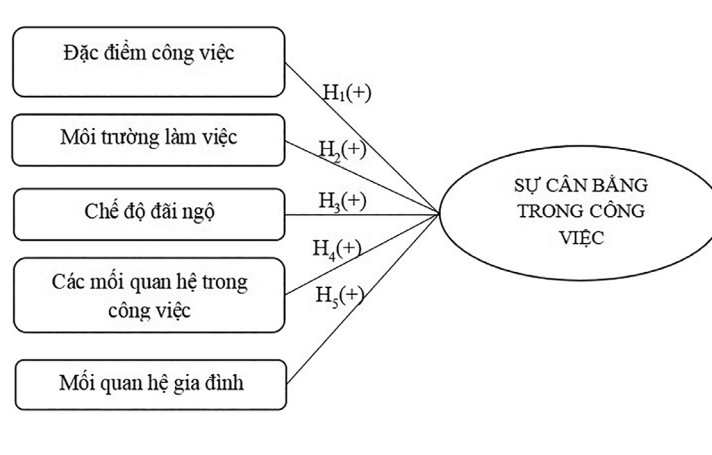 Đặc điểm công việc
H₁(+)
Môi trường làm việc
H₂(+)
Chế độ đãi ngộ
H₃(+)
Các mối quan hệ trong
công việc
H₄(+)
Mối quan hệ gia đình
H₅(+)
SỰ CÂN BẰNG
TRONG CÔNG
VIỆC